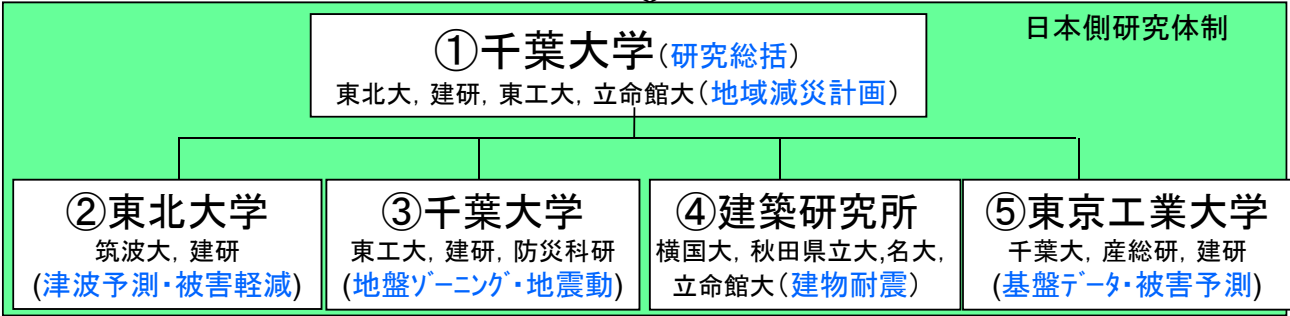 日本側研究体制
①千葉大学(研究総括)
東北大, 建研, 東工大, 立命館大(地域減災計画)
②東北大学
筑波大, 建研
(津波予測・被害軽減)
③千葉大学
東工大, 建研, 防災科研
(地盤ｿﾞｰﾆﾝｸﾞ・地震動)
④建築研究所
横国大, 秋田県立大,名大,
立命館大(建物耐震)
⑤東京工業大学
千葉大, 産総研, 建研
(基盤ﾃﾞｰﾀ・被害予測)